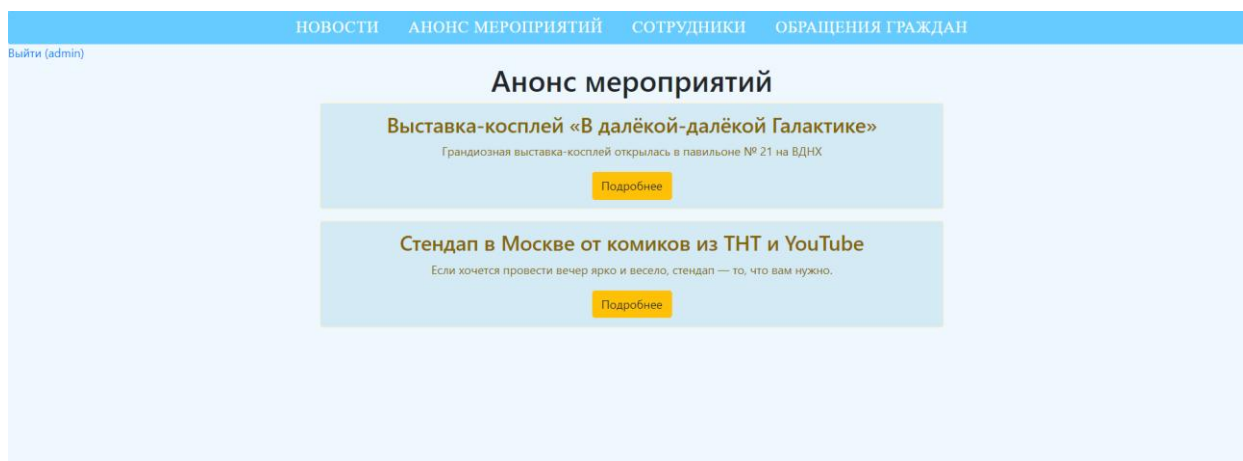 НОВОСТИ АНОНС МЕРОПРИЯТИЙ СОТРУДНИКИ ОБРАЩЕНИЯ ГРАЖДАН
Выйти (admin)
Анонс мероприятий
Выставка-косплей «В далёкой-далёкой Галактике»
Грандиозная выставка-косплей открылась в павильоне № 21 на ВДНХ
Подробнее
Стендап в Москве от комиков из ТНТ и YouTube
Если хочется провести вечер ярко и весело, стендап — то, что вам нужно.
Подробнее